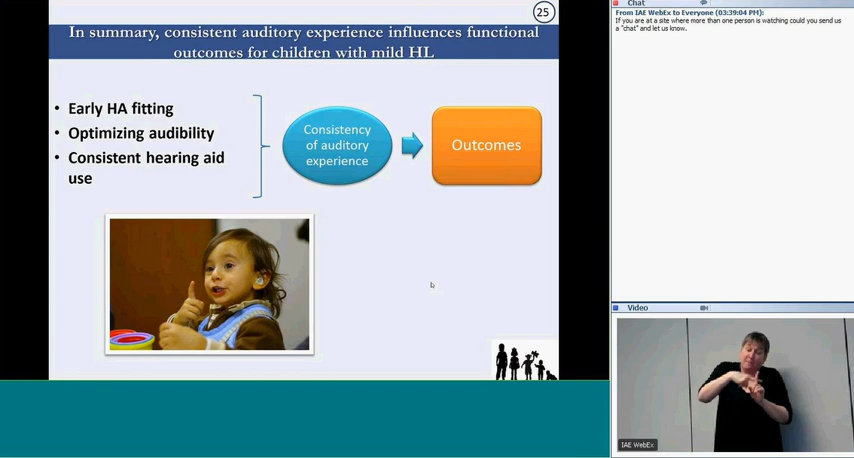 25
In summary, consistent auditory experience influences functional
outcomes for children with mild HL
• Early HA fitting
• Optimizing audibility
• Consistent hearing aid
use
Consistency
of auditory
experience
Outcomes
Chat
From IAE WebEx to Everyone (03:39:04 PM):
If you are at a site where more than one person is watching could you send us
a "chat" and let us know.
Video
IAE WebEx